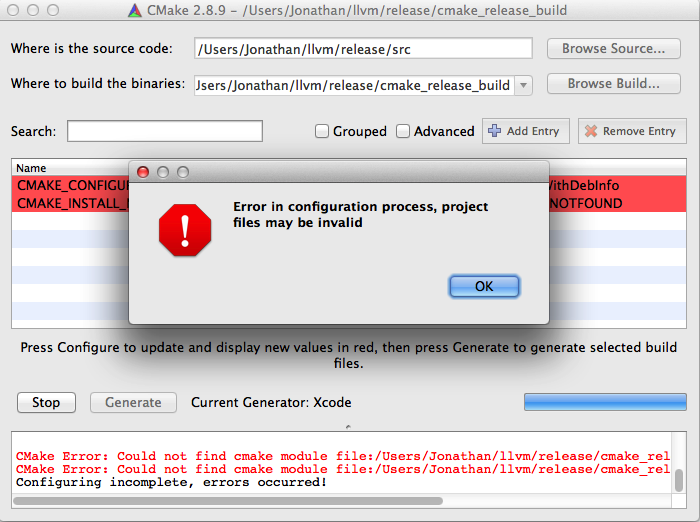 CMake 2.8.9 – /Users/Jonathan/llvm/release/cmake_release_build
Where is the source code: /Users/Jonathan/llvm/release/src Browse Source...
Where to build the binaries: Jsers/Jonathan/llvm/release/cmake_release_build Browse Build...
Search: Grouped Advanced Add Entry Remove Entry
Name
CMAKE_CONFIGU VithDebInfo
CMAKE_INSTALL_N NOTFOUND
Error in configuration process, project
files may be invalid
OK
Press Configure to update and display new values in red, then press Generate to generate selected build
files.
Stop Generate Current Generator: Xcode
CMake Error: Could not find cmake module file:/Users/Jonathan/llvm/release/cmake_rel
CMake Error: Could not find cmake module file:/Users/Jonathan/llvm/release/cmake_rel
Configuring incomplete, errors occurred!